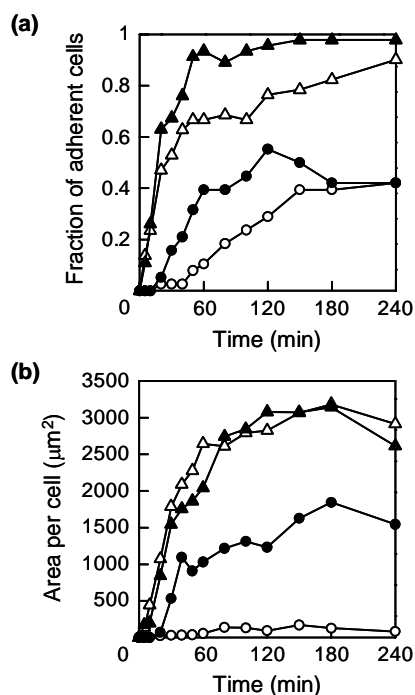 (a)
Fraction of adherent cells
1
0.8
0.6
0.4
0.2
0 60 120 180 240
Time (min)
(b)
Area per cell (μm²)
3500
3000
2500
2000
1500
1000
500
0 60 120 180 240
Time (min)